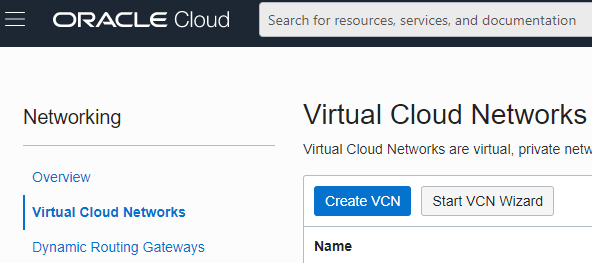 ORACLE Cloud
Search for resources, services, and documentation
Networking
Overview
Virtual Cloud Networks
Dynamic Routing Gateways
Virtual Cloud Networks
Virtual Cloud Networks are virtual, private netw
Create VCN
Start VCN Wizard
Name